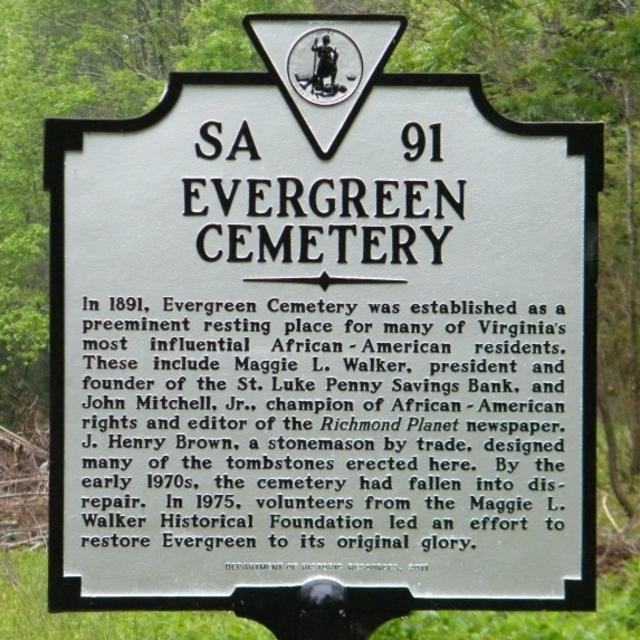 SA 91
EVERGREEN
CEMETERY
In 1891, Evergreen Cemetery was established as a
preeminent resting place for many of Virginia's
most influential African-American residents.
These include Maggie L. Walker, president and
founder of the St. Luke Penny Savings Bank, and
John Mitchell, Jr., champion of African-American
rights and editor of the Richmond Planet newspaper.
J. Henry Brown, a stonemason by trade, designed
many of the tombstones erected here. By the
early 1970s, the cemetery had fallen into dis-
repair. In 1975, volunteers from the Maggie L.
Walker Historical Foundation led an effort to
restore Evergreen to its original glory.
DEPARTMENT OF HISTORIC RESOURCES, 2011